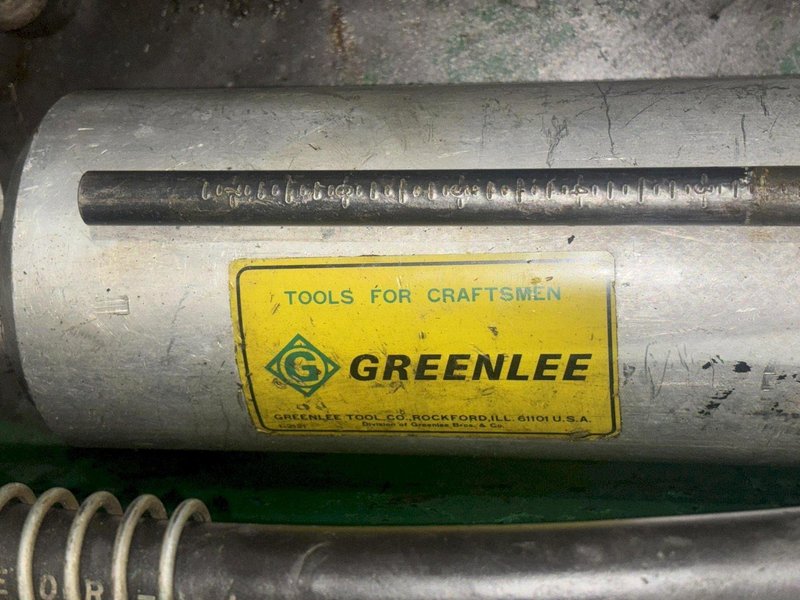 TOOLS FOR CRAFTSMEN
G GREENLEE
GREENLEE TOOL CO., ROCKFORD, ILL. 61101 U.S.A.
Division of Greenlee Bros. & Co.